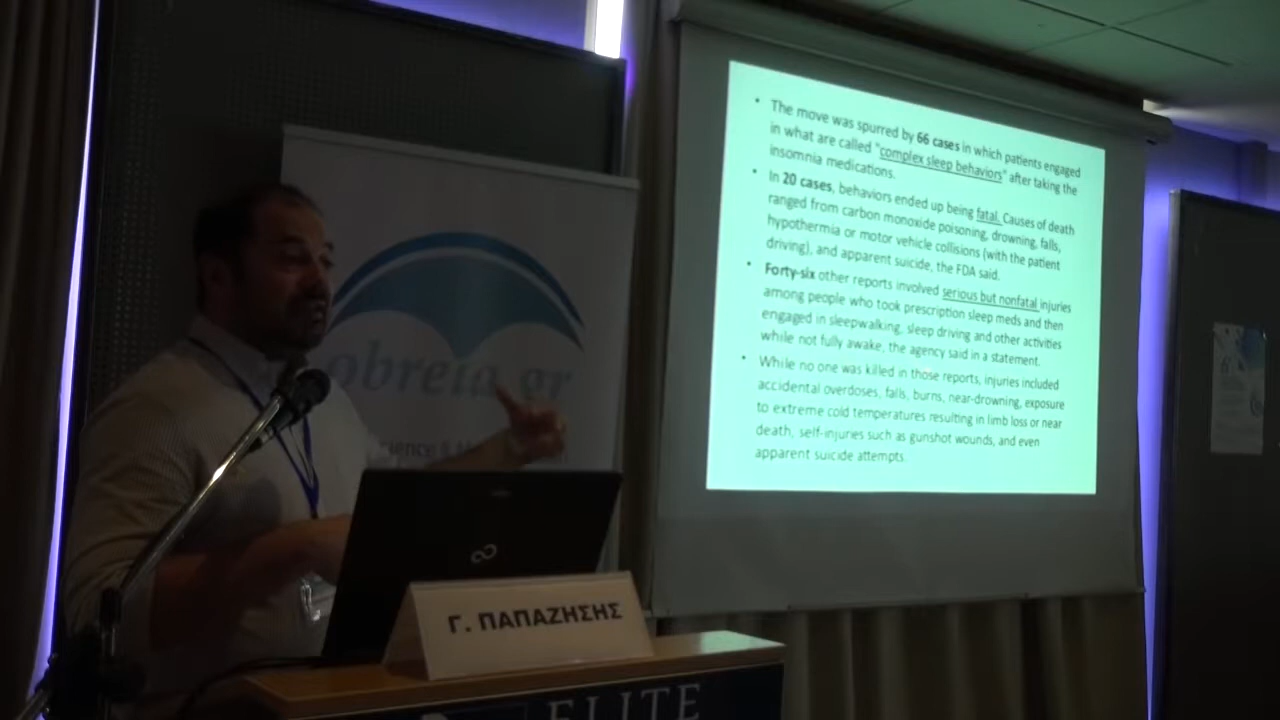 • The move was spurred by 66 cases in which patients engaged
in what are called "complex sleep behaviors" after taking the
insomnia medications.
• In 20 cases, behaviors ended up being fatal. Causes of death
ranged from carbon monoxide poisoning, drowning, falls,
hypothermia or motor vehicle collisions (with the patient
driving), and apparent suicide, the FDA said.
• Forty-six other reports involved serious but nonfatal injuries
among people who took prescription sleep meds and then
engaged in sleepwalking, sleep driving and other activities
while not fully awake, the agency said in a statement.
• While no one was killed in those reports, injuries included
accidental overdoses, falls, burns, near-drowning, exposure
to extreme cold temperatures resulting in limb loss or near
death, self-injuries such as gunshot wounds, and even
apparent suicide attempts.
obreia.gr
Γ. ΠΑΠΑΖΗΣΗΣ
ELITE